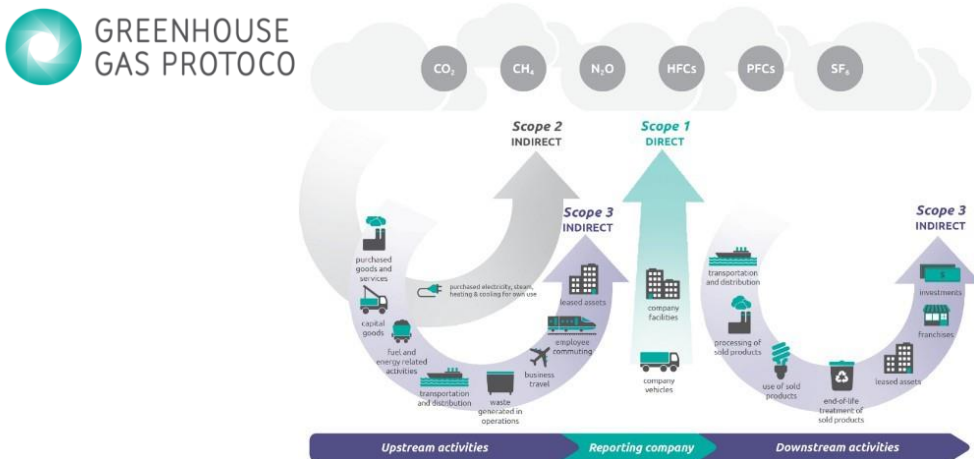 GREENHOUSE
GAS PROTOCO
CO₂
CH₄
N₂O
HFCs
PFCs
SF₆
Scope 2
INDIRECT
Scope 1
DIRECT
Scope 3
INDIRECT
Scope 3
INDIRECT
purchased
goods and
services
capital
goods
fuel and
energy related
activities
transportation
and distribution
waste
generated in
operations
business
travel
employee
commuting
leased assets
purchased electricity, steam,
heating & cooling for own use
company
facilities
company
vehicles
transportation
and distribution
processing of
sold products
use of sold
products
end-of-life
treatment of
sold products
leased assets
franchises
$
investments
Upstream activities
Reporting company
Downstream activities